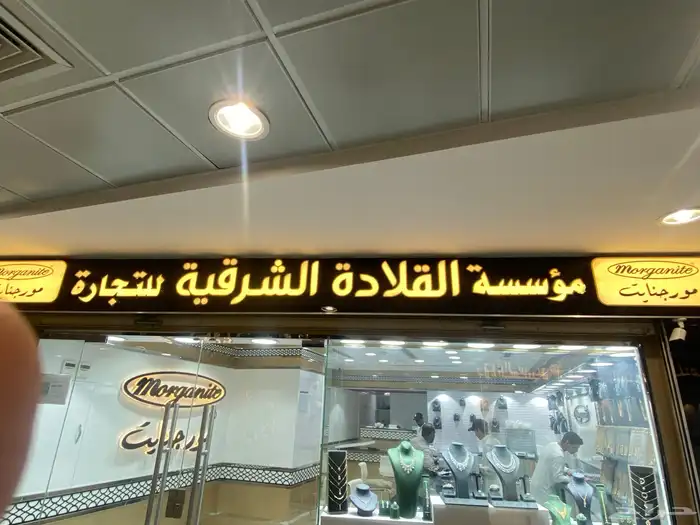 Morganite
مورجنايت
مؤسسة القلادة الشرقية للتجارة
Morganite
مورجنايت
Morganite
مورجنايت